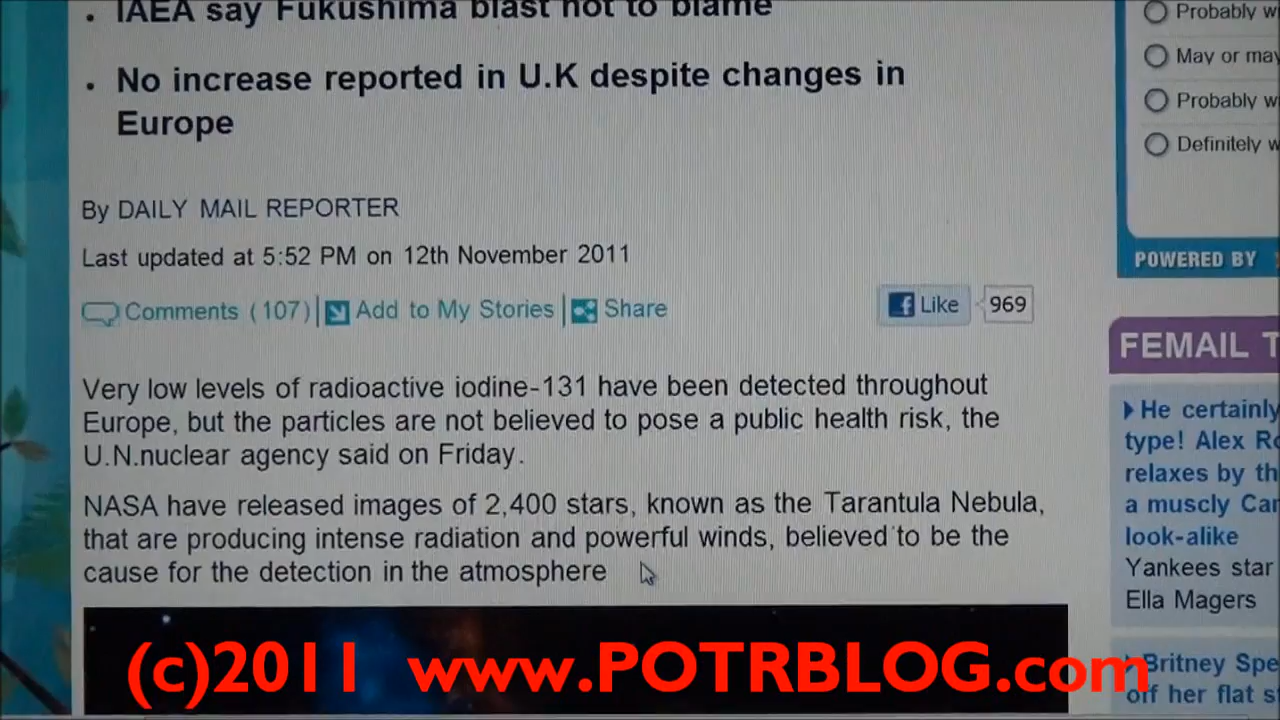 IAEA say Fukushima blast not to blame
No increase reported in U.K despite changes in
Europe
By DAILY MAIL REPORTER
Last updated at 5:52 PM on 12th November 2011
Comments (107) Add to My Stories Share
Like 969
Very low levels of radioactive iodine-131 have been detected throughout
Europe, but the particles are not believed to pose a public health risk, the
U.N.nuclear agency said on Friday.
NASA have released images of 2,400 stars, known as the Tarantula Nebula,
that are producing intense radiation and powerful winds, believed to be the
cause for the detection in the atmosphere
Probably w
May or may
Probably w
Definitely w
POWERED BY
FEMAIL T
He certainly
type! Alex Ro
relaxes by th
a muscly Car
look-alike
Yankees star
Ella Magers
Britney Spe
off her flat s
(c)2011 www.POTRBLOG.com